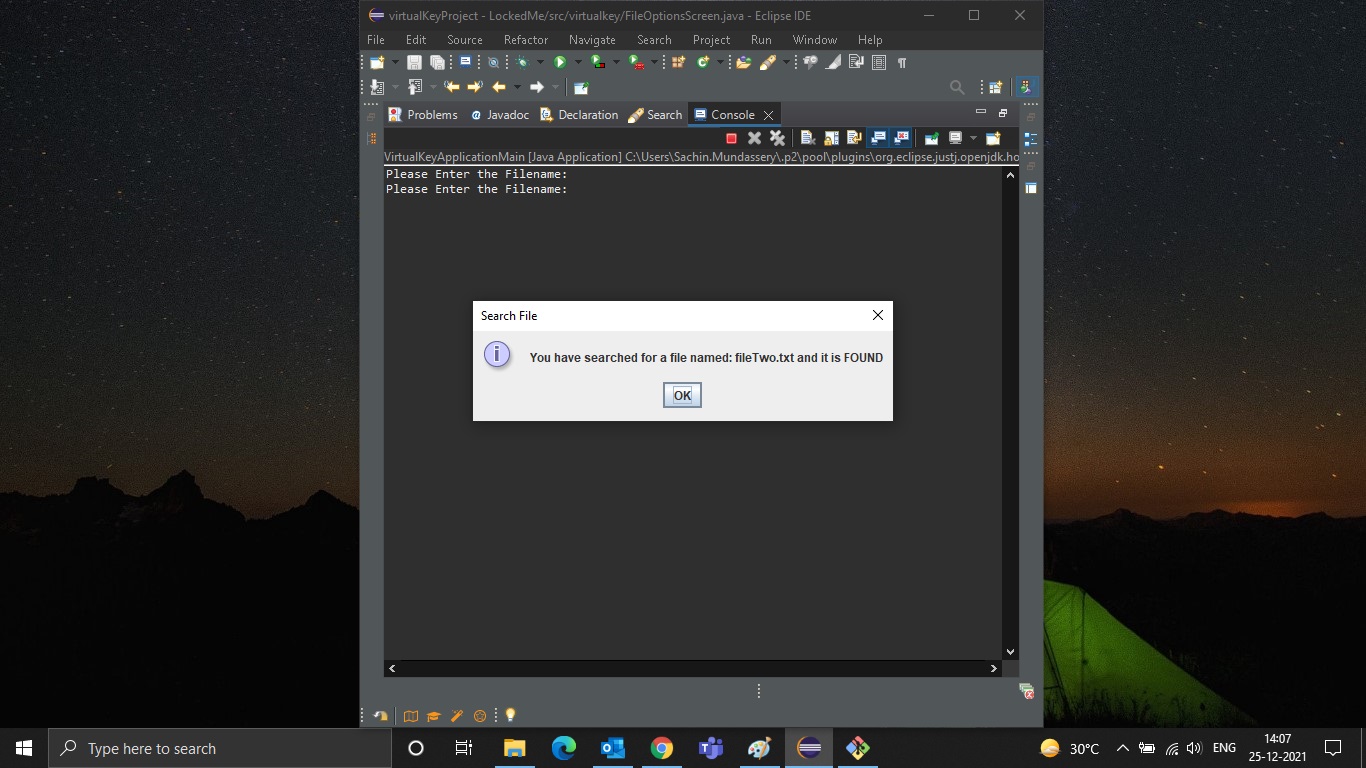 virtualKeyProject - LockedMe/src/virtualkey/FileOptionsScreen.java - Eclipse IDE
File Edit Source Refactor Navigate Search Project Run Window Help
Problems @ Javadoc Declaration Search Console
VirtualKeyApplicationMain [Java Application] C:\Users\Sachin.Mundassery\.p2\pool\plugins\org.eclipse.justj.openjdk.ho
Please Enter the Filename:
Please Enter the Filename:
Search File
You have searched for a file named: fileTwo.txt and it is FOUND
OK
Type here to search
30°C
ENG
14:07
25-12-2021